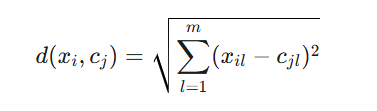 d(x_i, c_j) = \sqrt{\sum_{l=1}^{m} (x_{il} - c_{jl})^2}